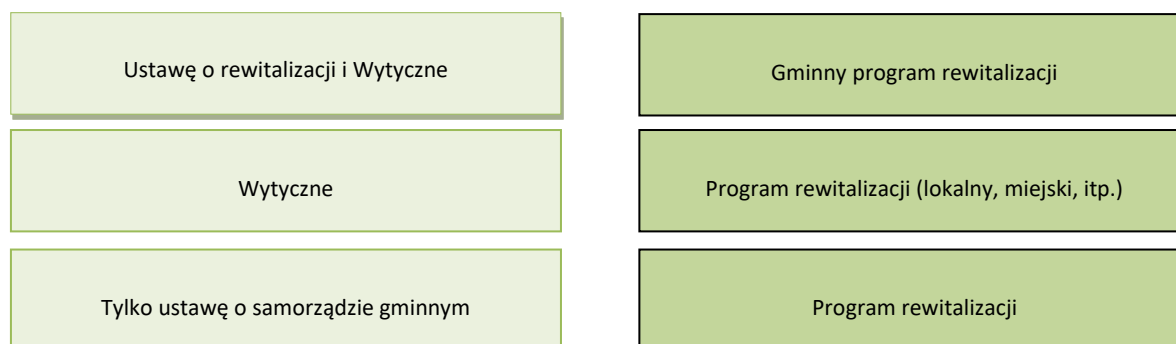 Ustawę o rewitalizacji i Wytyczne
Gminny program rewitalizacji
Wytyczne
Program rewitalizacji (lokalny, miejski, itp.)
Tylko ustawę o samorządzie gminnym
Program rewitalizacji